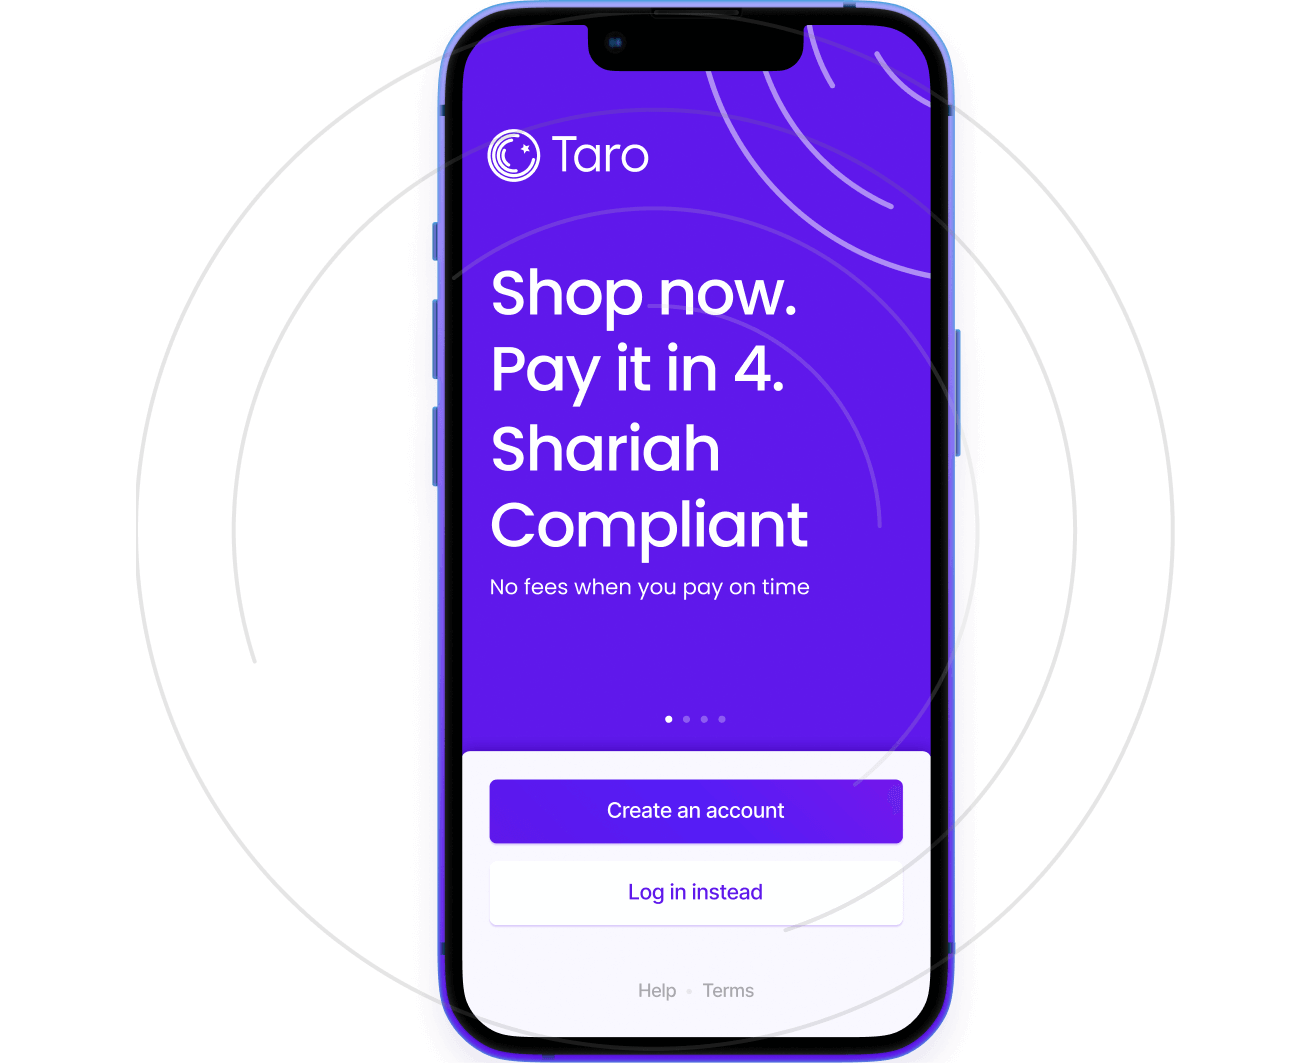 Taro
Shop now.
Pay it in 4.
Shariah
Compliant
No fees when you pay on time
Create an account
Log in instead
Help • Terms